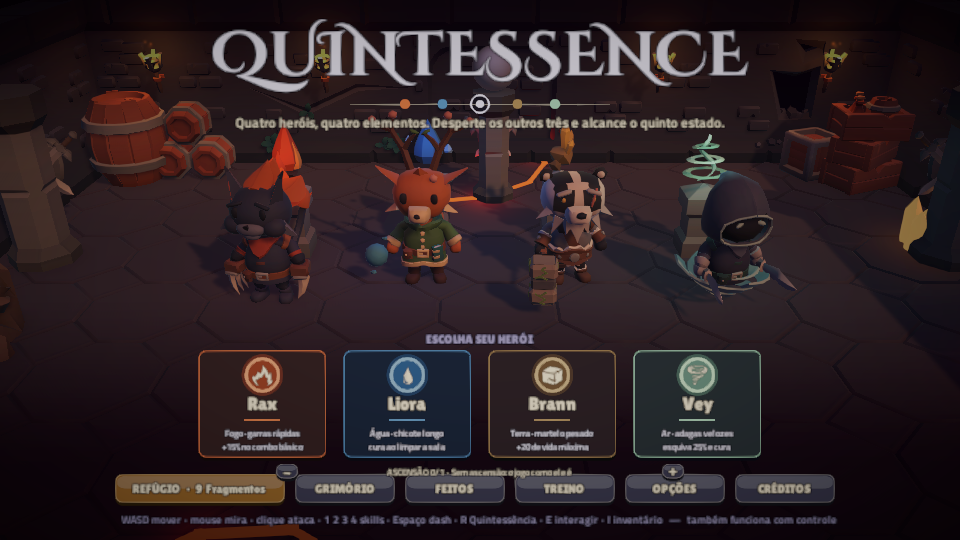 QUINTESSENCE
Quatro heróis, quatro elementos. Desperte os outros três e alcance o quinto estado.
ESCOLHA SEU HERÓI
Rax
Fogo · garras rápidas
+15% no combo básico
Liora
Água · chicote longo
cura ao limpar a sala
Brann
Terra · martelo pesado
+20 de vida máxima
Vey
Ar · adagas velozes
esquiva 25% e cura
ASCENSÃO 0/1 · Sem ascensão: o jogo como ele é
-
+
REFÚGIO · 9 Fragmentos
GRIMÓRIO
FEITOS
TREINO
OPÇÕES
CRÉDITOS
WASD mover · mouse mira · clique ataca · 1 2 3 4 skills · Espaço dash · R Quintessência · E interagir · I inventário — também funciona com controle